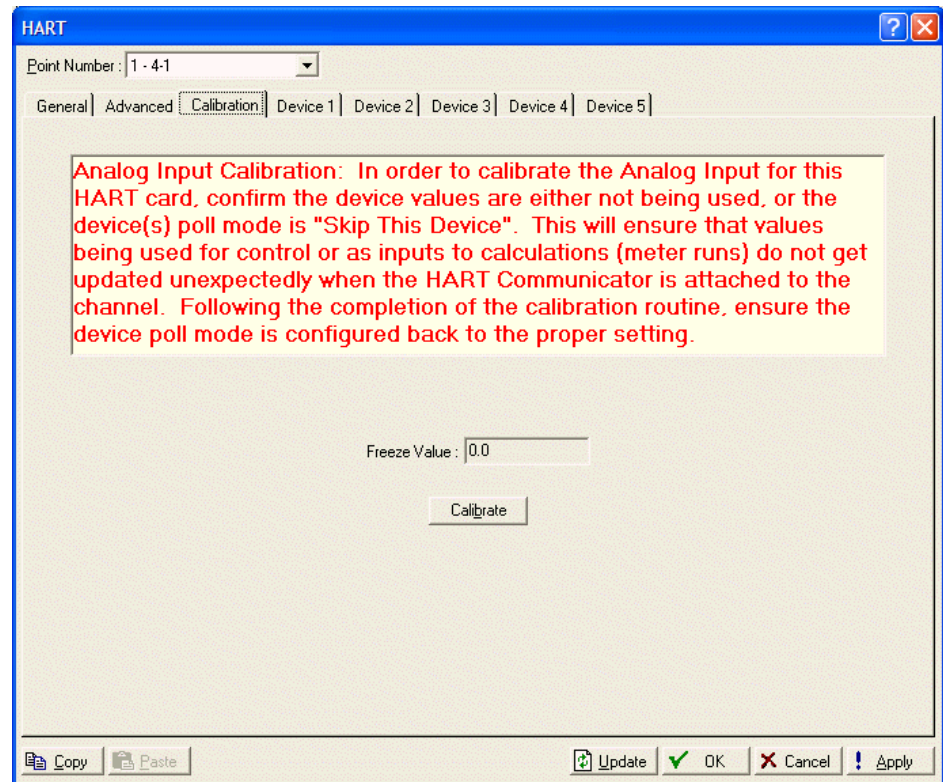 HART
Point Number : 1 - 4-1
General Advanced Calibration Device 1 Device 2 Device 3 Device 4 Device 5
Analog Input Calibration: In order to calibrate the Analog Input for this
HART card, confirm the device values are either not being used, or the
device(s) poll mode is "Skip This Device". This will ensure that values
being used for control or as inputs to calculations (meter runs) do not get
updated unexpectedly when the HART Communicator is attached to the
channel. Following the completion of the calibration routine, ensure the
device poll mode is configured back to the proper setting.
Freeze Value : 0.0
Calibrate
Copy Paste Update OK Cancel Apply